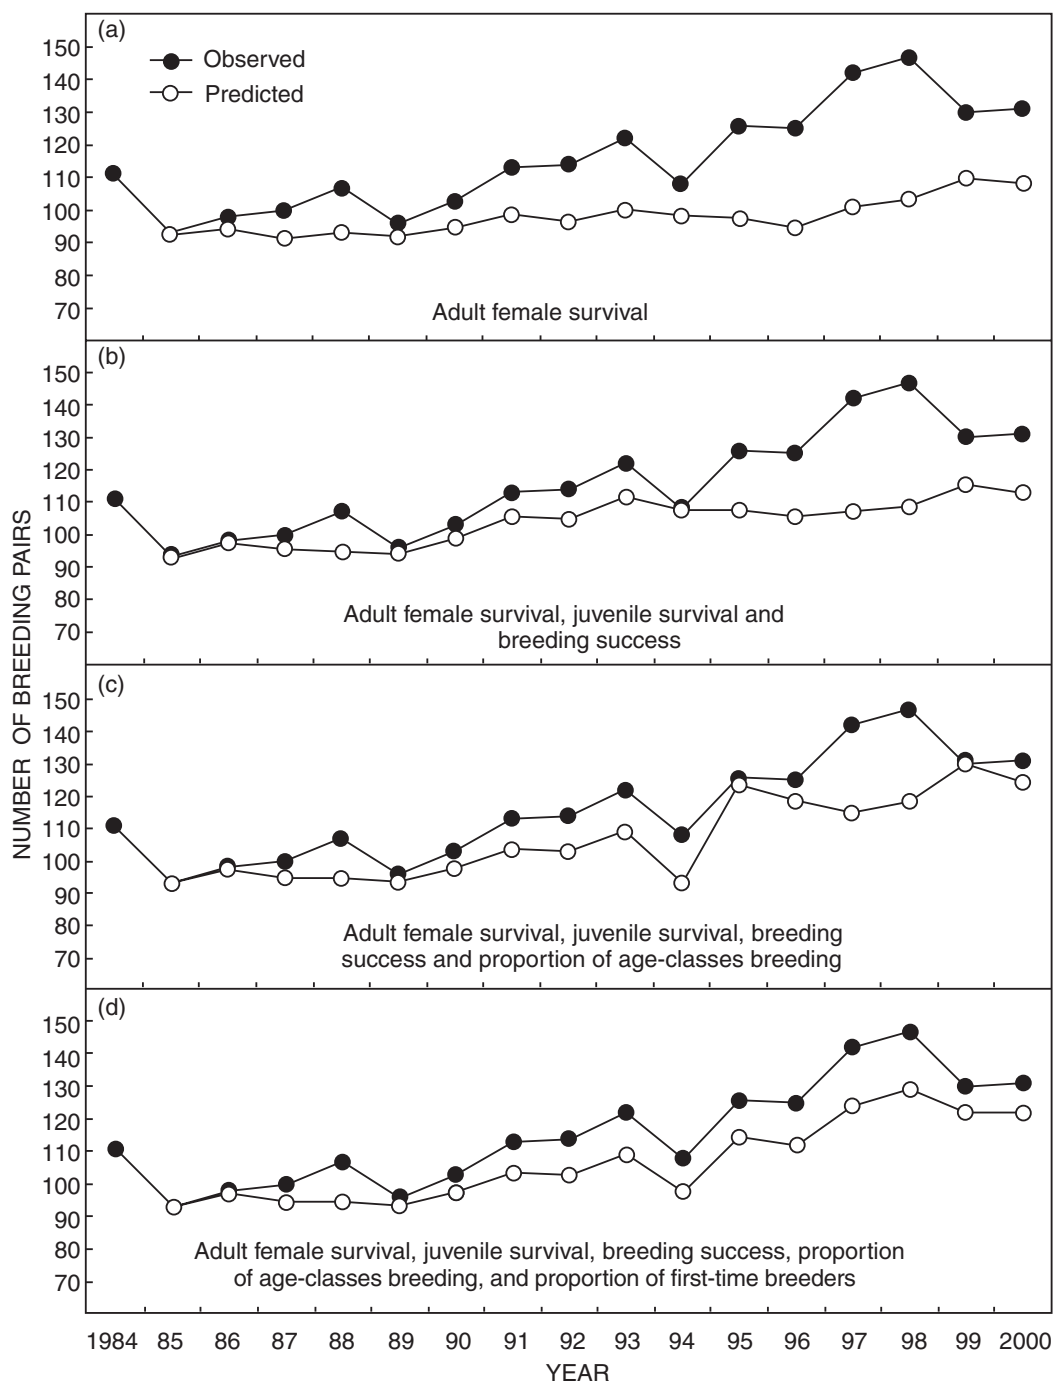 (a)
Observed
Predicted
150
140
130
120
110
100
90
80
70
Adult female survival
(b)
150
140
130
120
110
100
90
80
70
Adult female survival, juvenile survival and
breeding success
(c)
150
140
130
120
110
100
90
80
70
Adult female survival, juvenile survival, breeding
success and proportion of age-classes breeding
(d)
150
140
130
120
110
100
90
80
70
Adult female survival, juvenile survival, breeding success, proportion
of age-classes breeding, and proportion of first-time breeders
NUMBER OF BREEDING PAIRS
1984 85 86 87 88 89 90 91 92 93 94 95 96 97 98 99 2000
YEAR